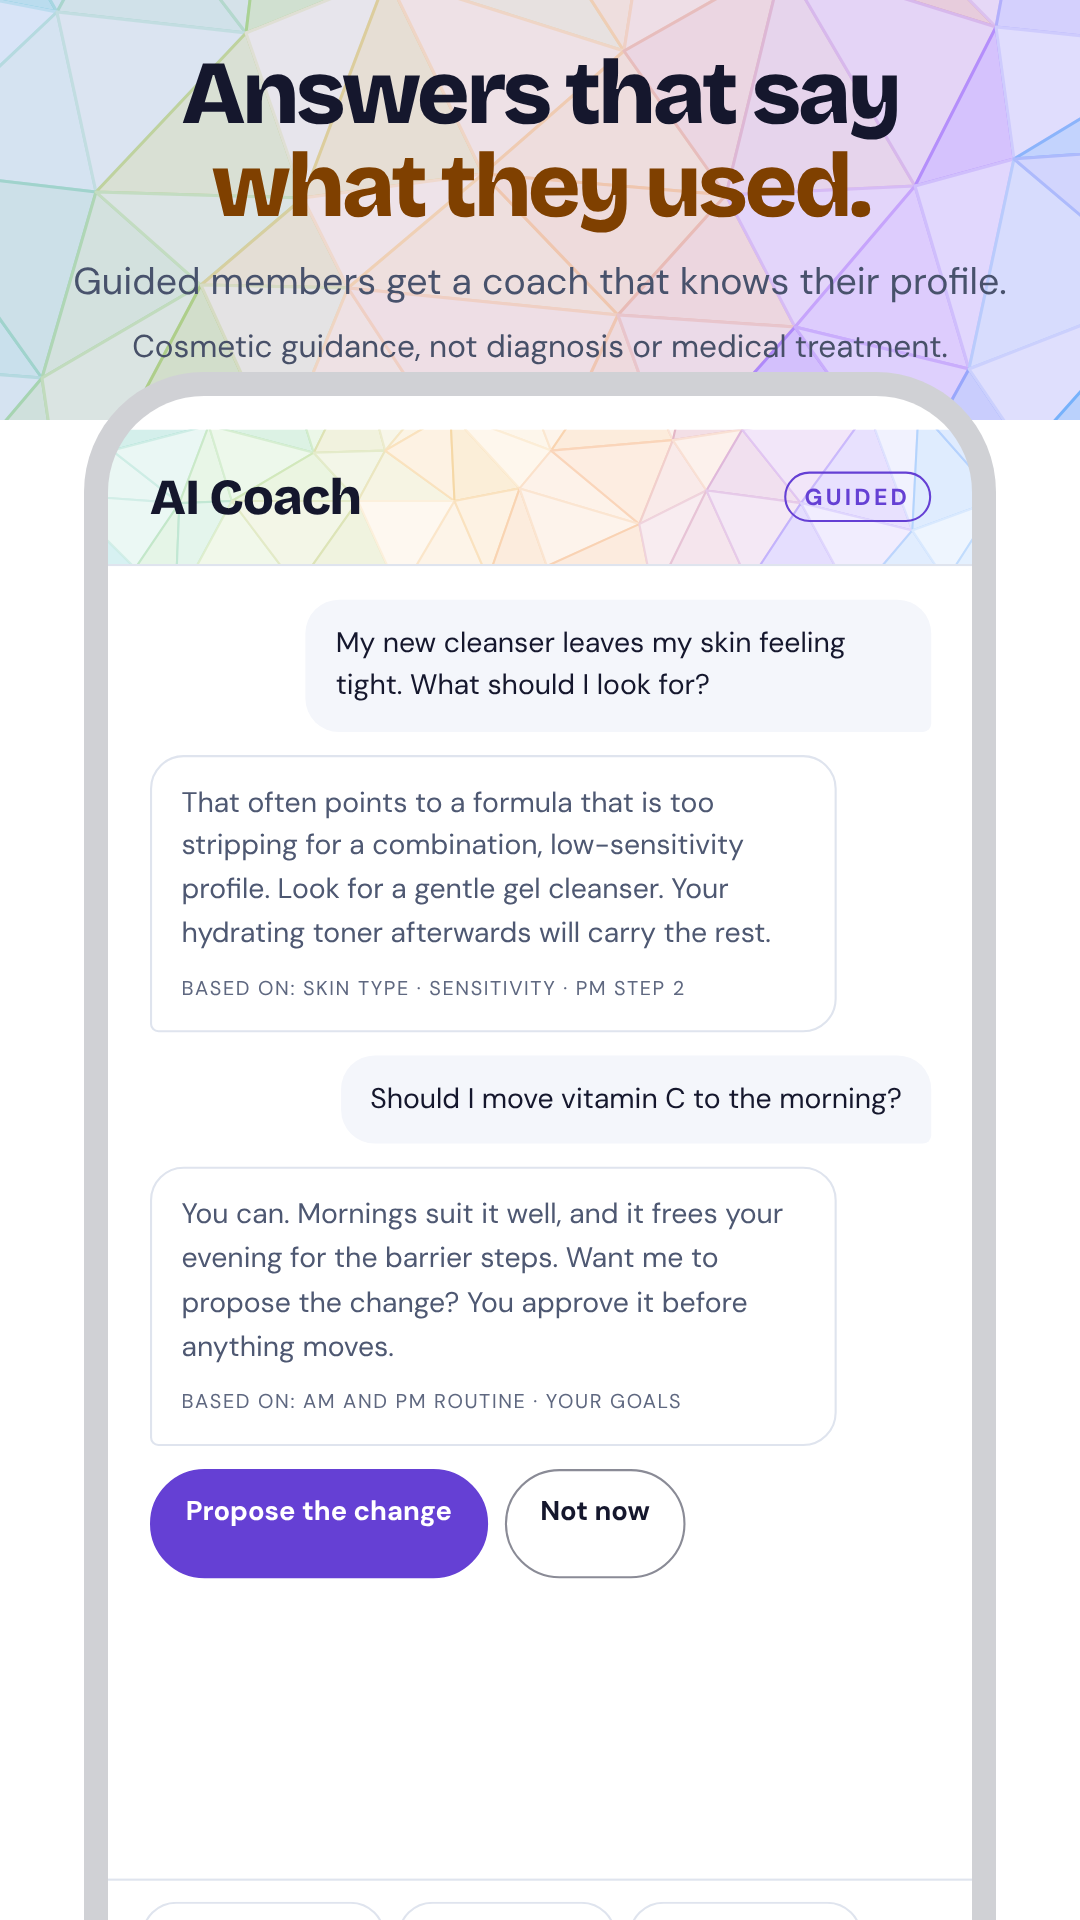 Answers that say
what they used.
Guided members get a coach that knows their profile.
Cosmetic guidance, not diagnosis or medical treatment.
AI Coach
GUIDED
My new cleanser leaves my skin feeling
tight. What should I look for?
That often points to a formula that is too
stripping for a combination, low-sensitivity
profile. Look for a gentle gel cleanser. Your
hydrating toner afterwards will carry the rest.
BASED ON: SKIN TYPE · SENSITIVITY · PM STEP 2
Should I move vitamin C to the morning?
You can. Mornings suit it well, and it frees your
evening for the barrier steps. Want me to
propose the change? You approve it before
anything moves.
BASED ON: AM AND PM ROUTINE · YOUR GOALS
Propose the change
Not now